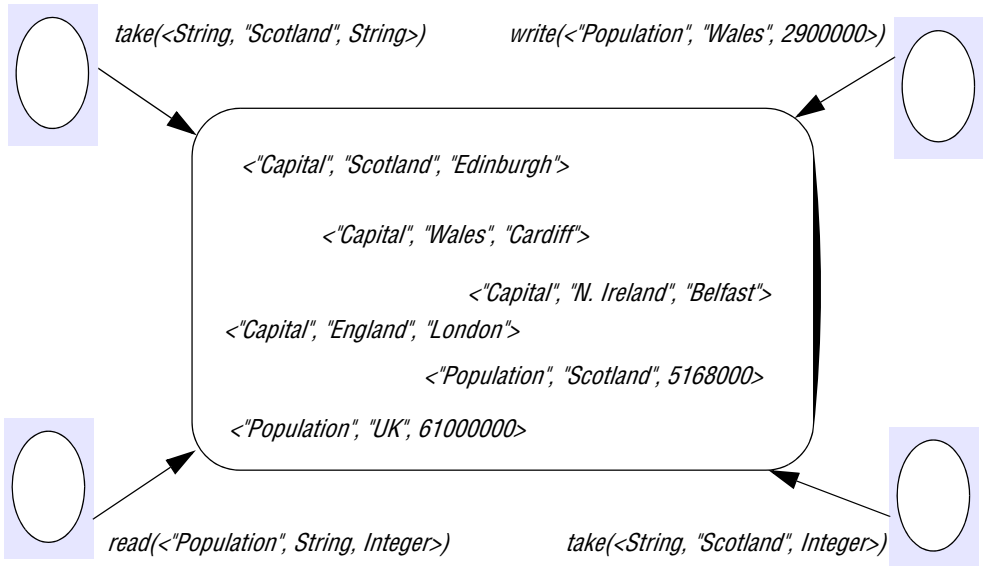 take(<String, "Scotland", String>)
write(<"Population", "Wales", 2900000>)
<"Capital", "Scotland", "Edinburgh">
<"Capital", "Wales", "Cardiff">
<"Capital", "N. Ireland", "Belfast">
<"Capital", "England", "London">
<"Population", "Scotland", 5168000>
<"Population", "UK", 61000000>
read(<"Population", String, Integer>)
take(<String, "Scotland", Integer>)